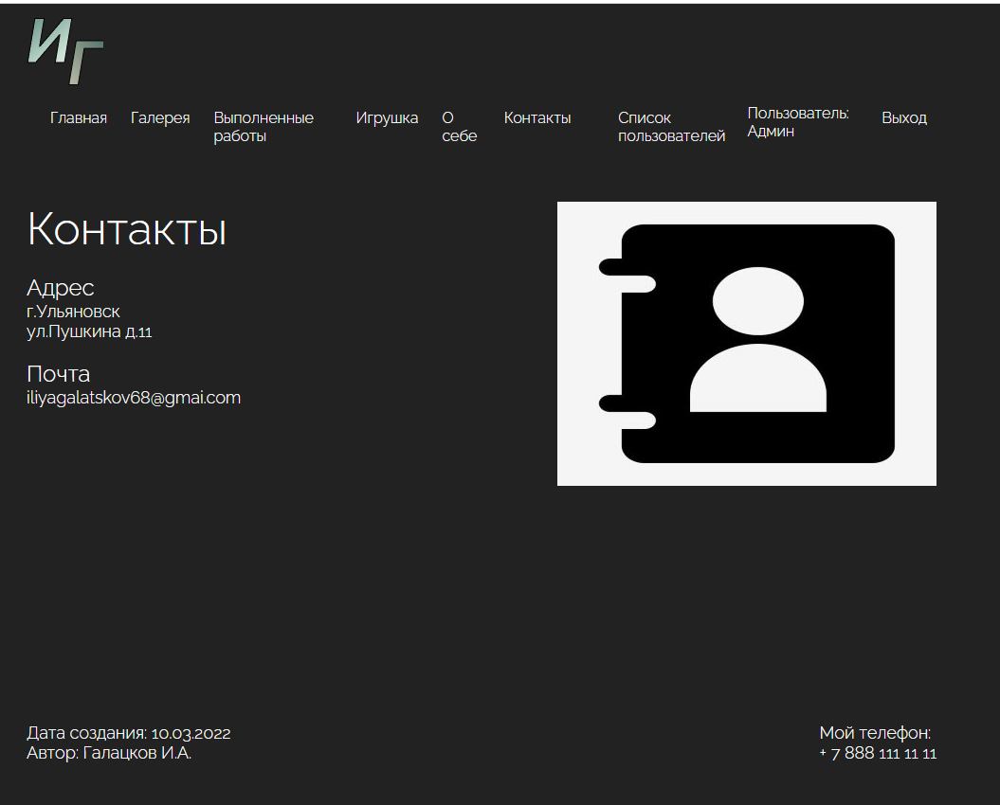 ИГ
Главная Галерея Выполненные работы Игрушка О себе Контакты Список пользователей Пользователь: Админ Выход
Контакты
Адрес
г.Ульяновск
ул.Пушкина д.11
Почта
iliyagalatskov68@gmai.com
Дата создания: 10.03.2022
Автор: Галацков И.А.
Мой телефон:
+ 7 888 111 11 11